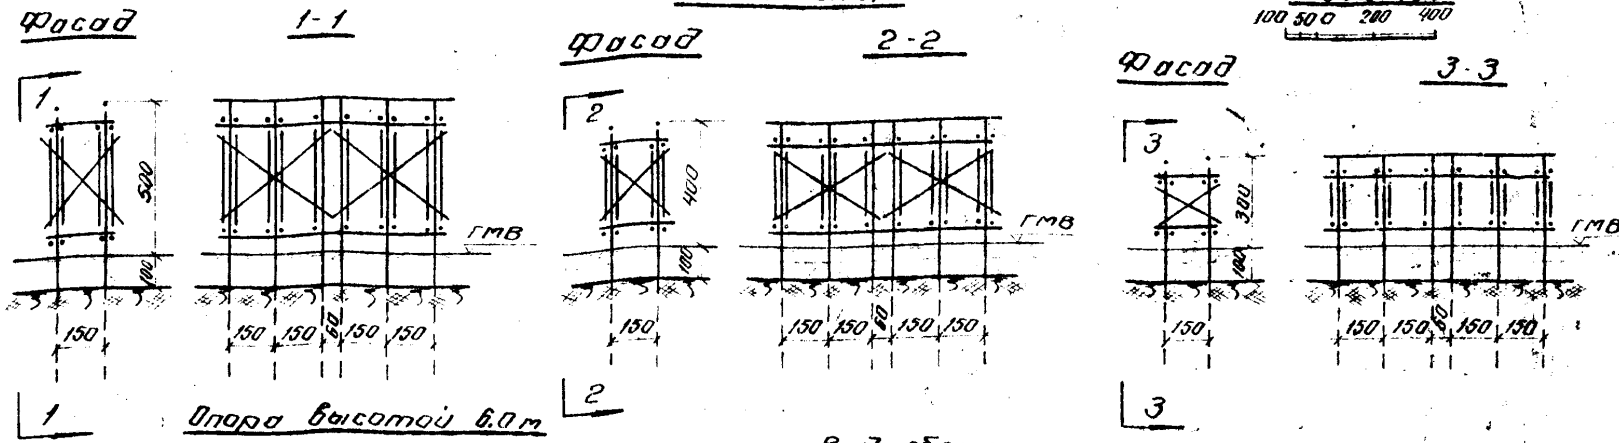 100 50 0 200 400
Фасад 1-1
Фасад 2-2
Фасад 3-3
1 500 100 ГМВ
150 150 150 60 150 150
1
2 400 100 ГМВ
150 150 150 60 150 150
2
3 300 100 ГМВ
150 150 150 60 150 150
3
Опора высотой 6.0 м